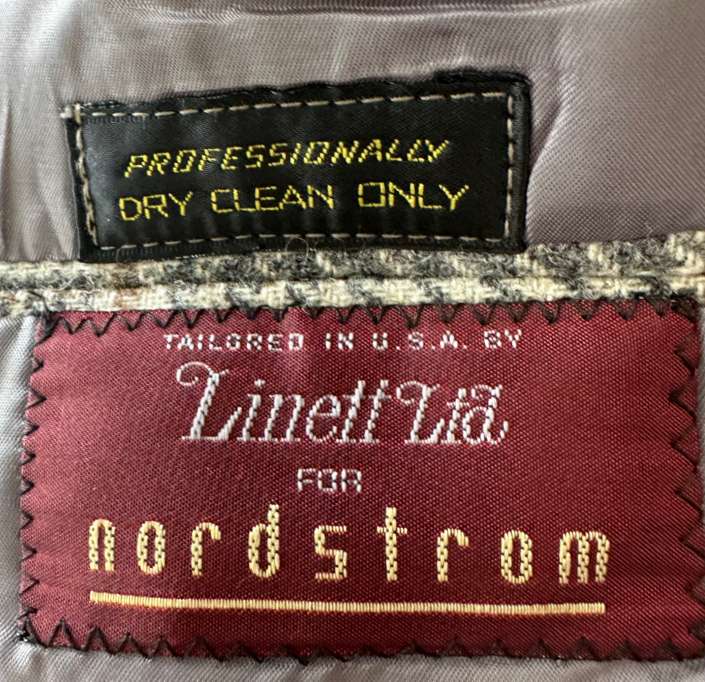 PROFESSIONALLY
DRY CLEAN ONLY
TAILORED IN U.S.A. BY
Linett Ltd
FOR
nordstrom